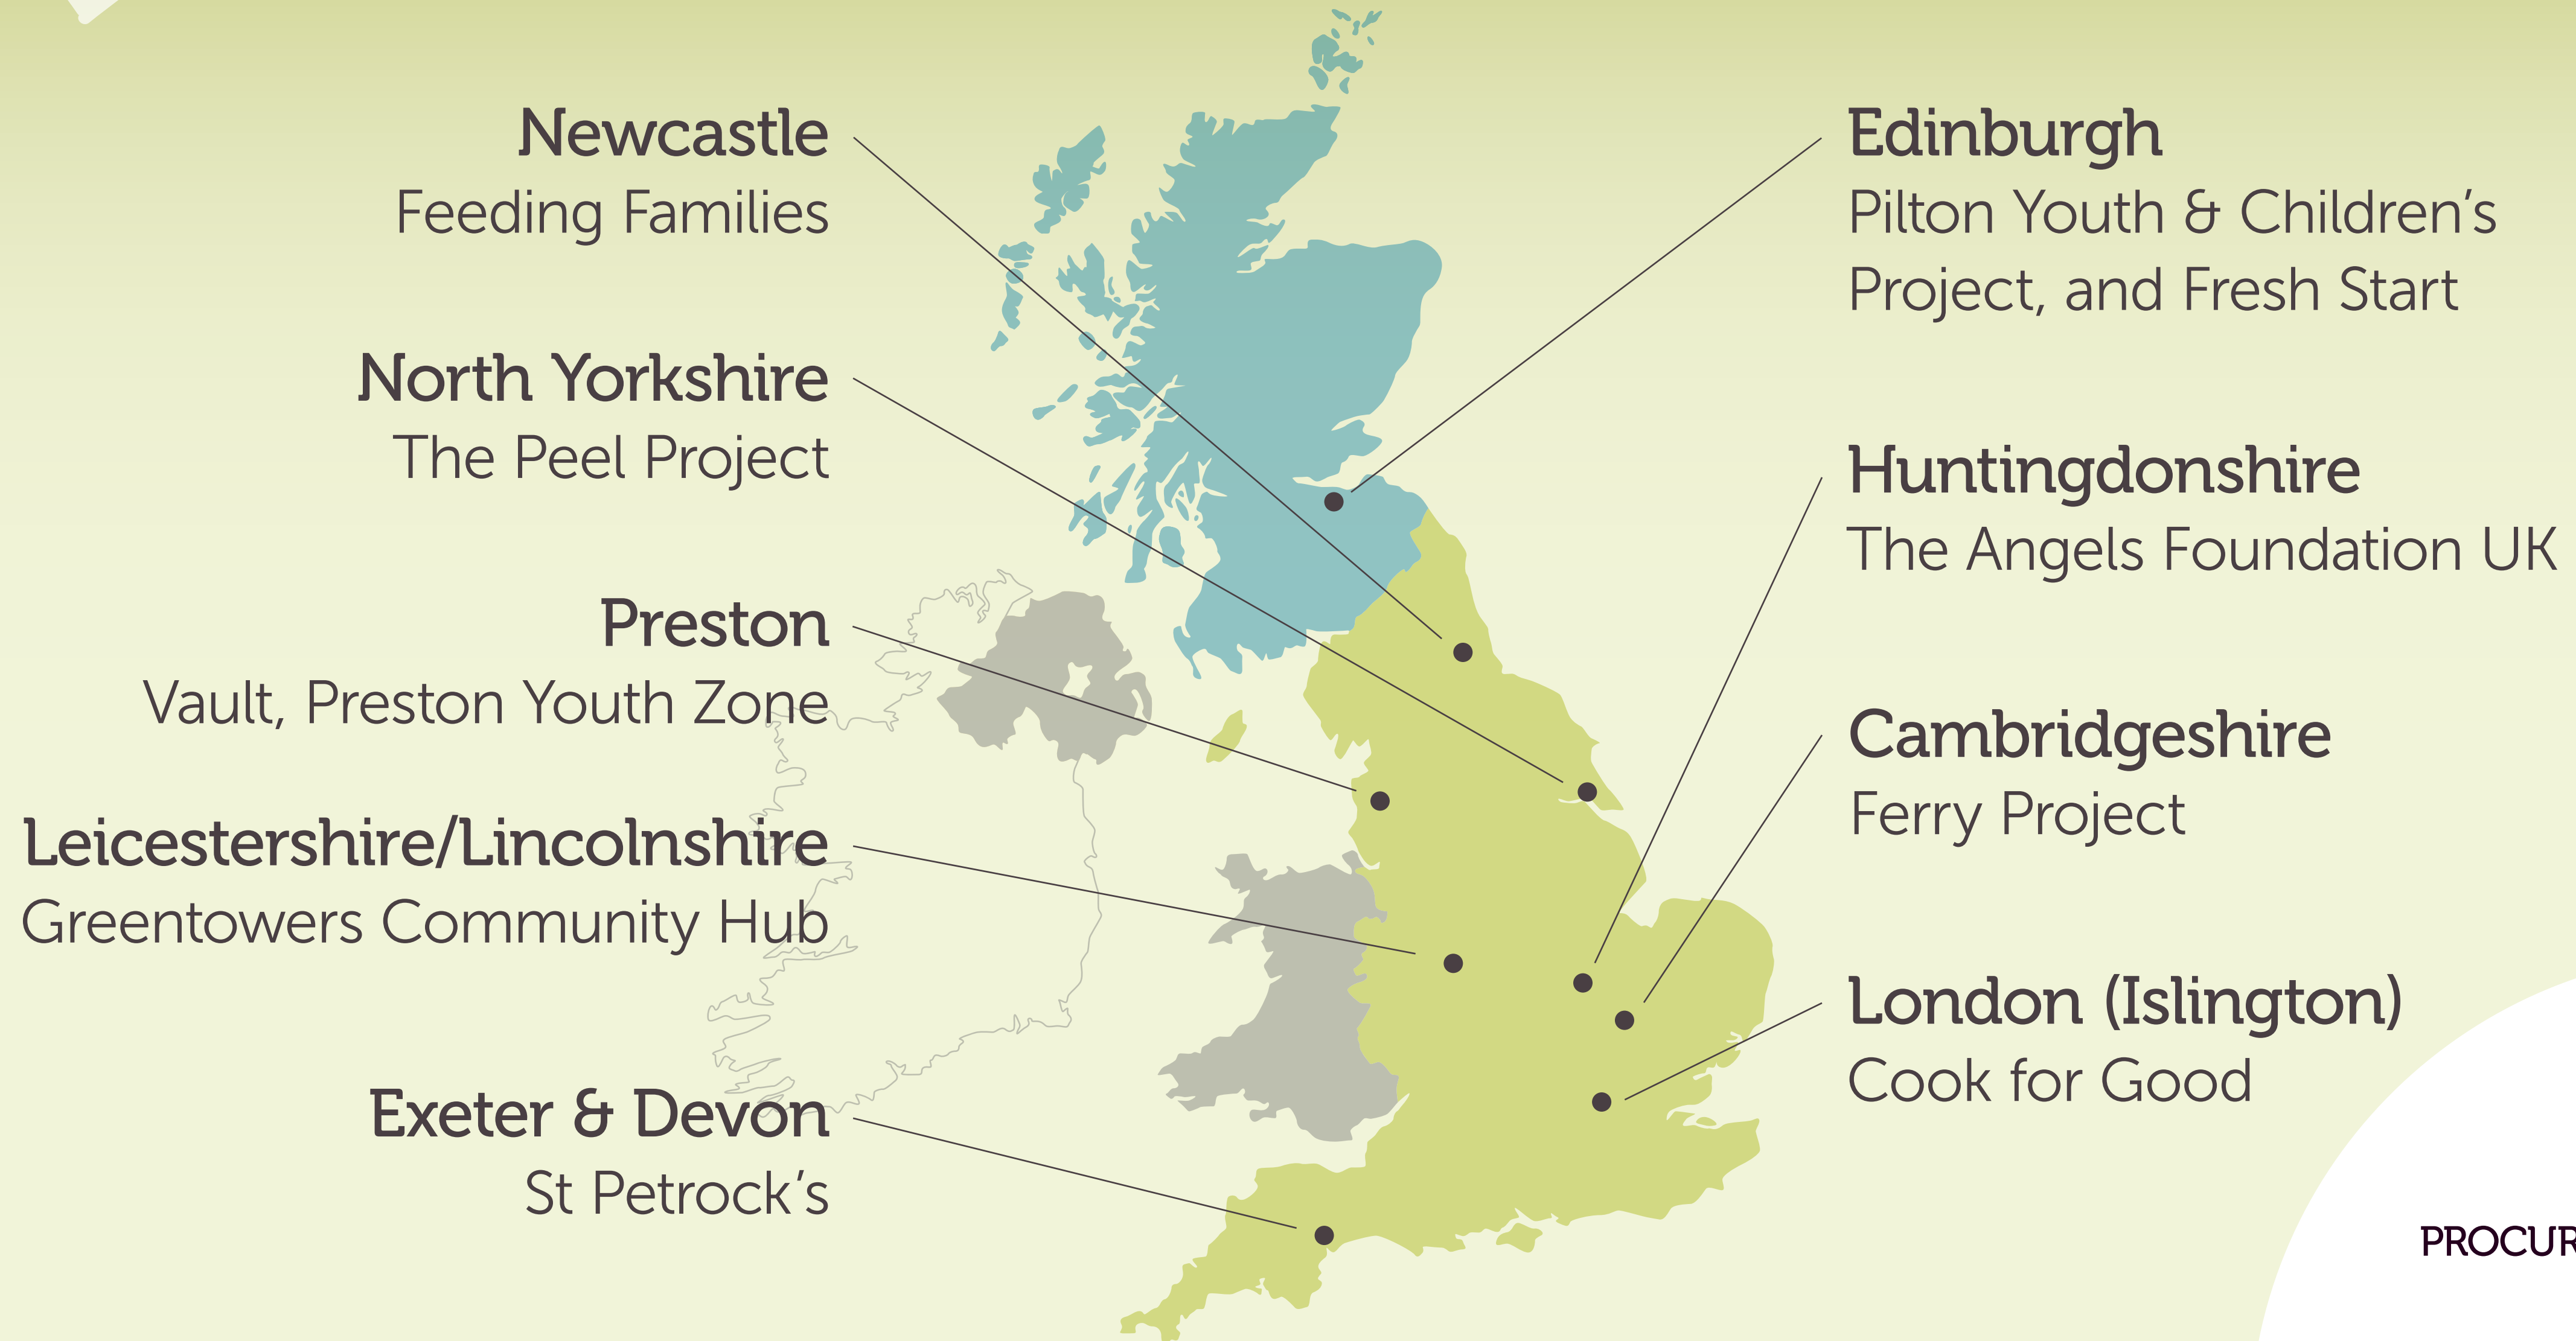 Newcastle
Feeding Families
North Yorkshire
The Peel Project
Preston
Vault, Preston Youth Zone
Leicestershire/Lincolnshire
Greentowers Community Hub
Exeter & Devon
St Petrock’s
Edinburgh
Pilton Youth & Children’s
Project, and Fresh Start
Huntingdonshire
The Angels Foundation UK
Cambridgeshire
Ferry Project
London (Islington)
Cook for Good